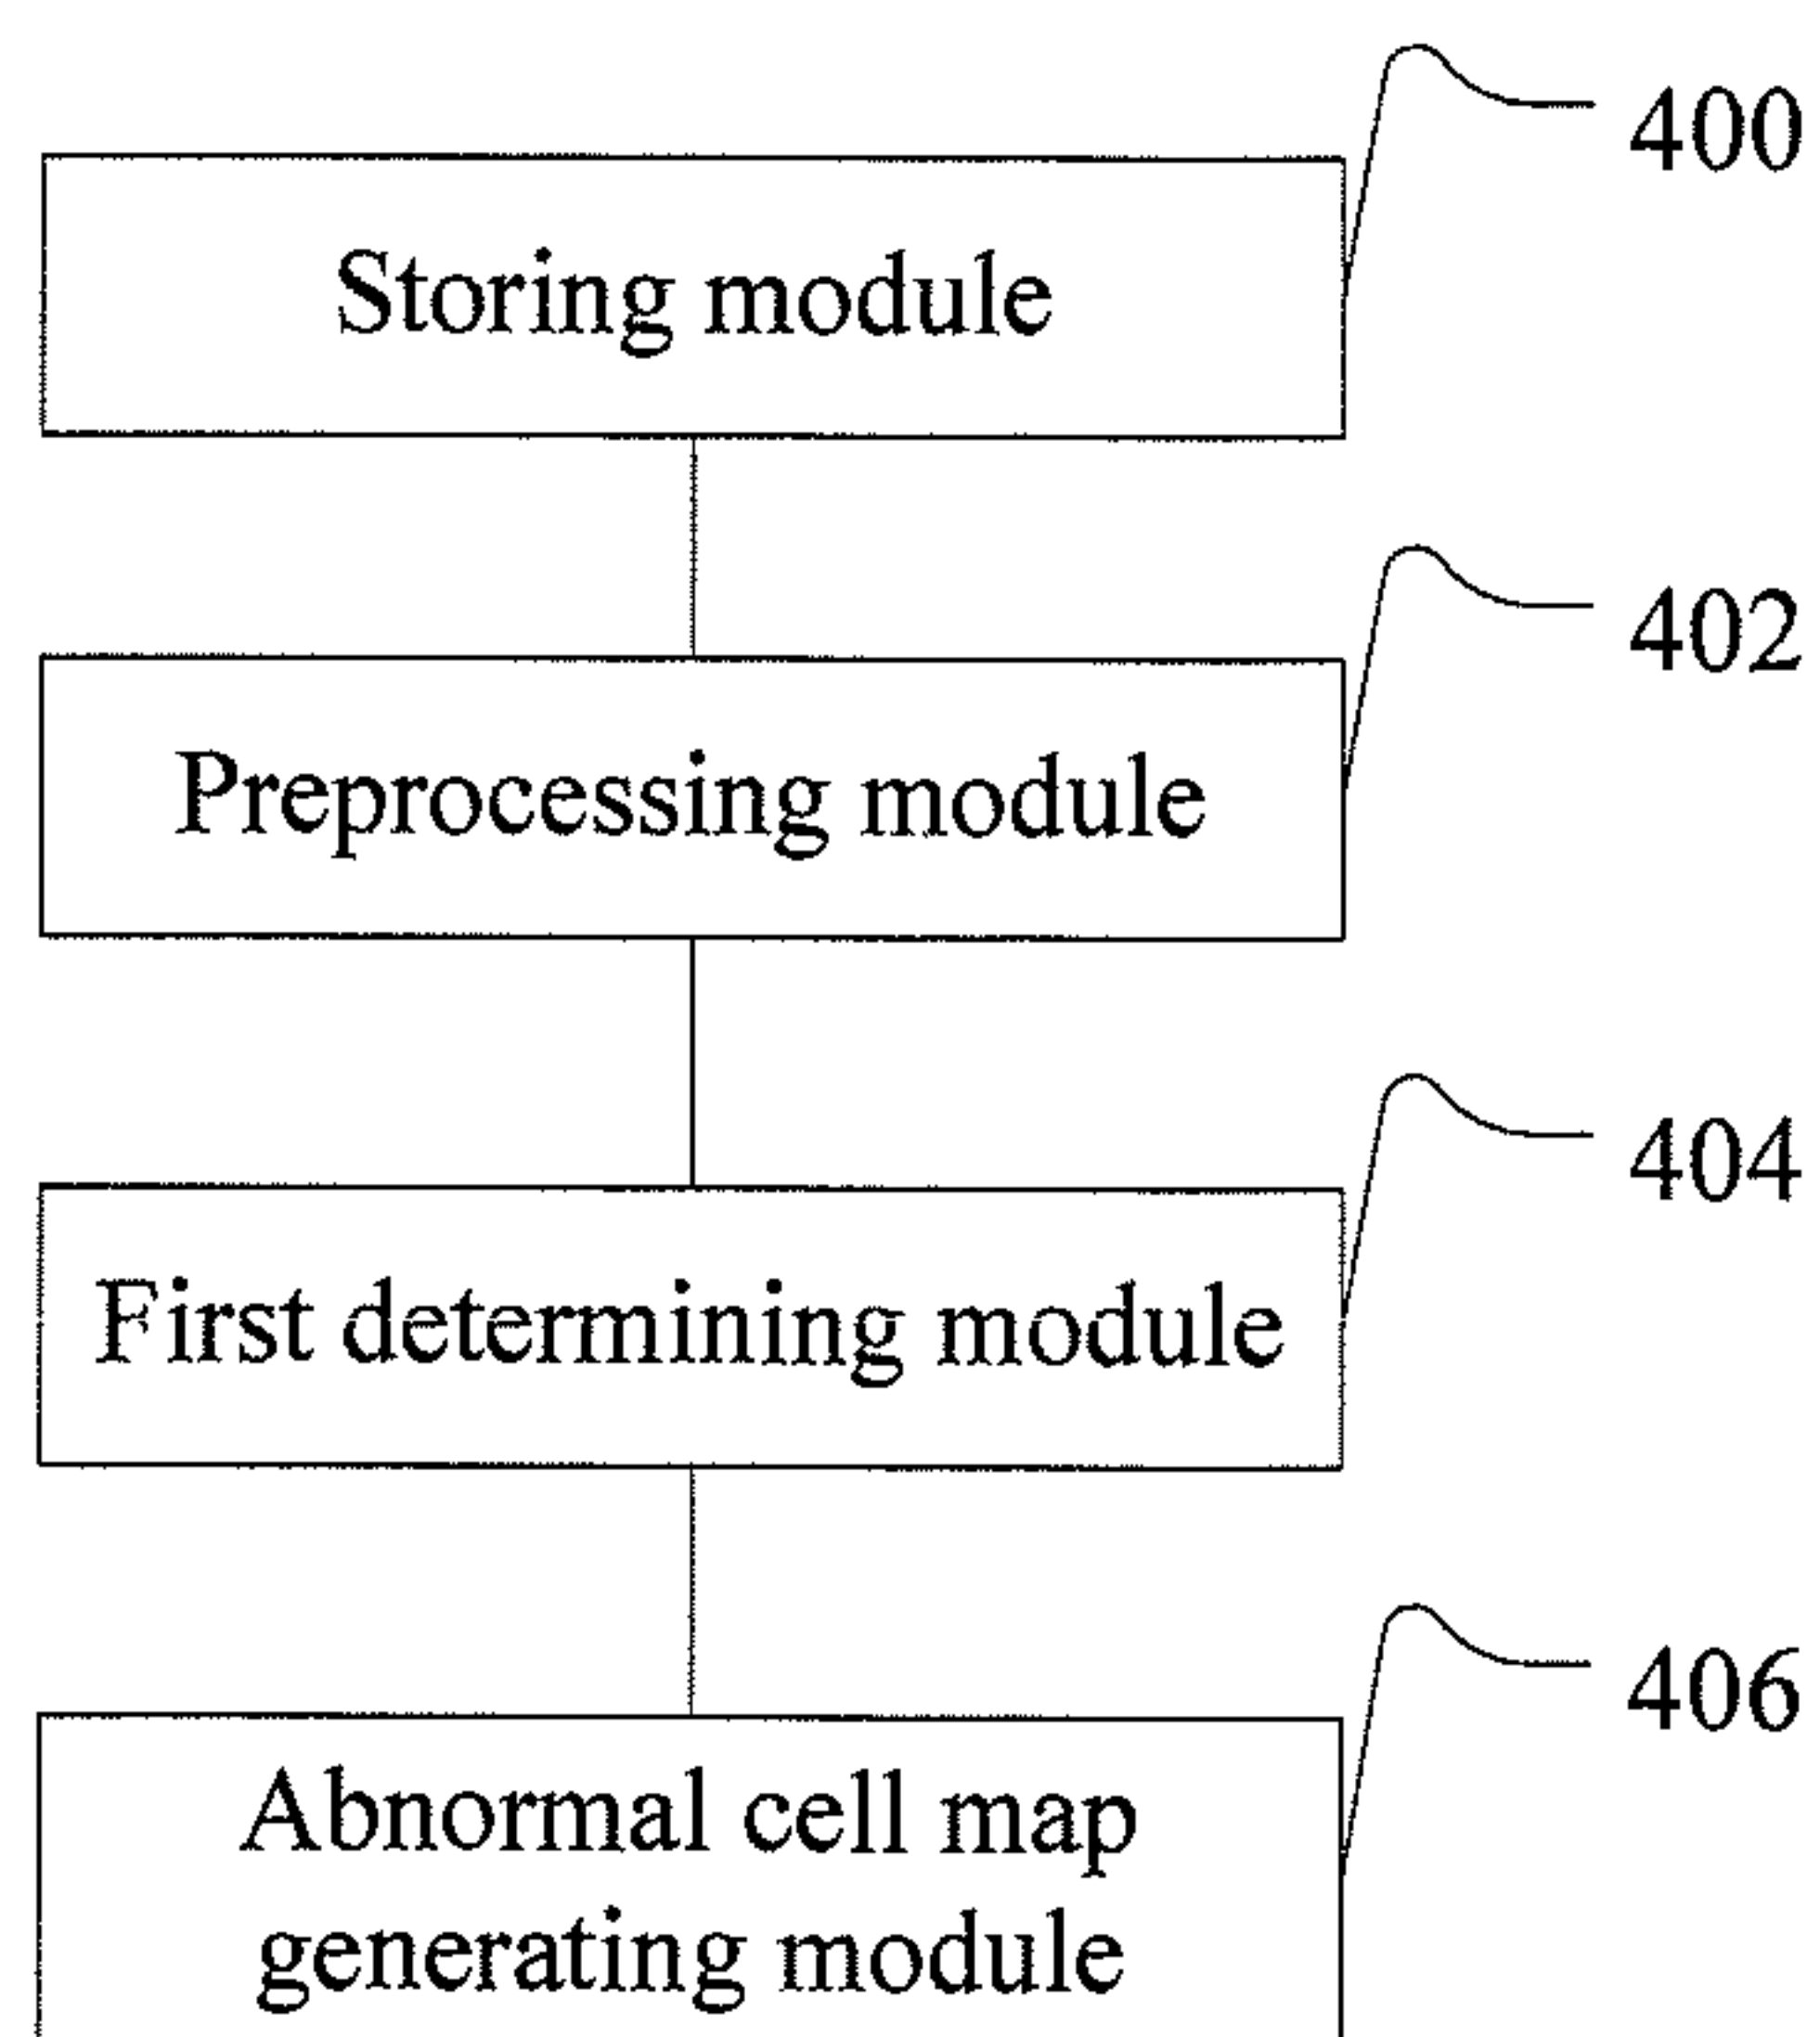 400
Storing module
402
Preprocessing module
404
First determining module
406
Abnormal cell map
generating module